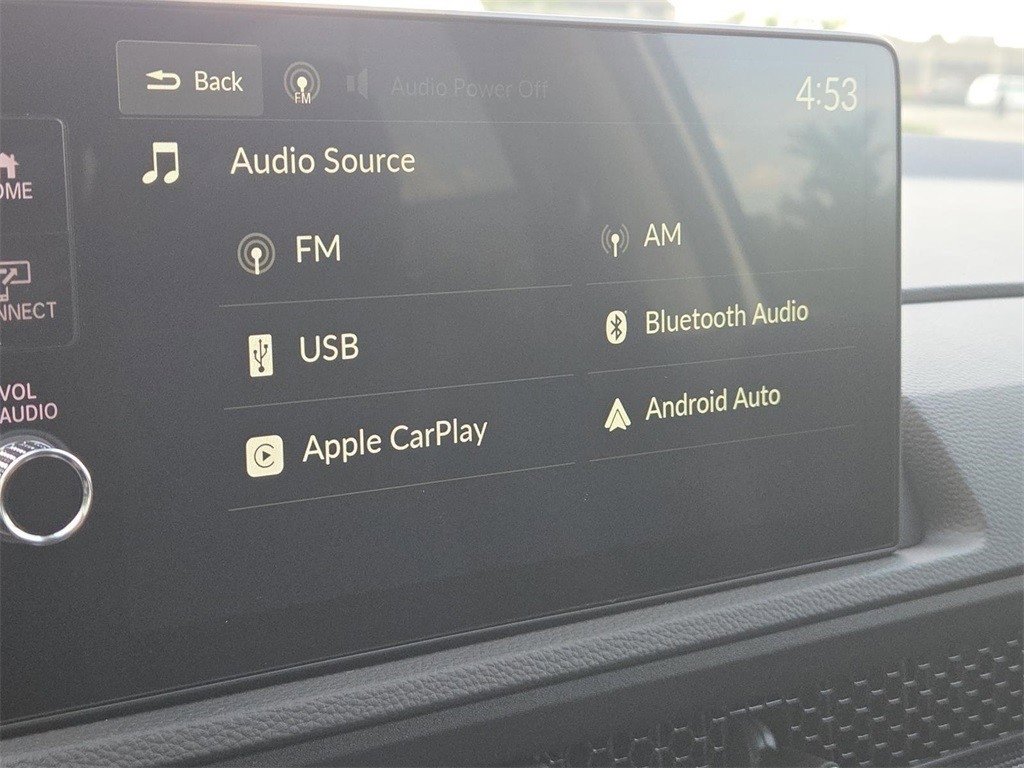 Back
FM
Audio Power Off
4:53
Audio Source
FM
AM
USB
Bluetooth Audio
Apple CarPlay
Android Auto
OME
NNECT
VOL
AUDIO